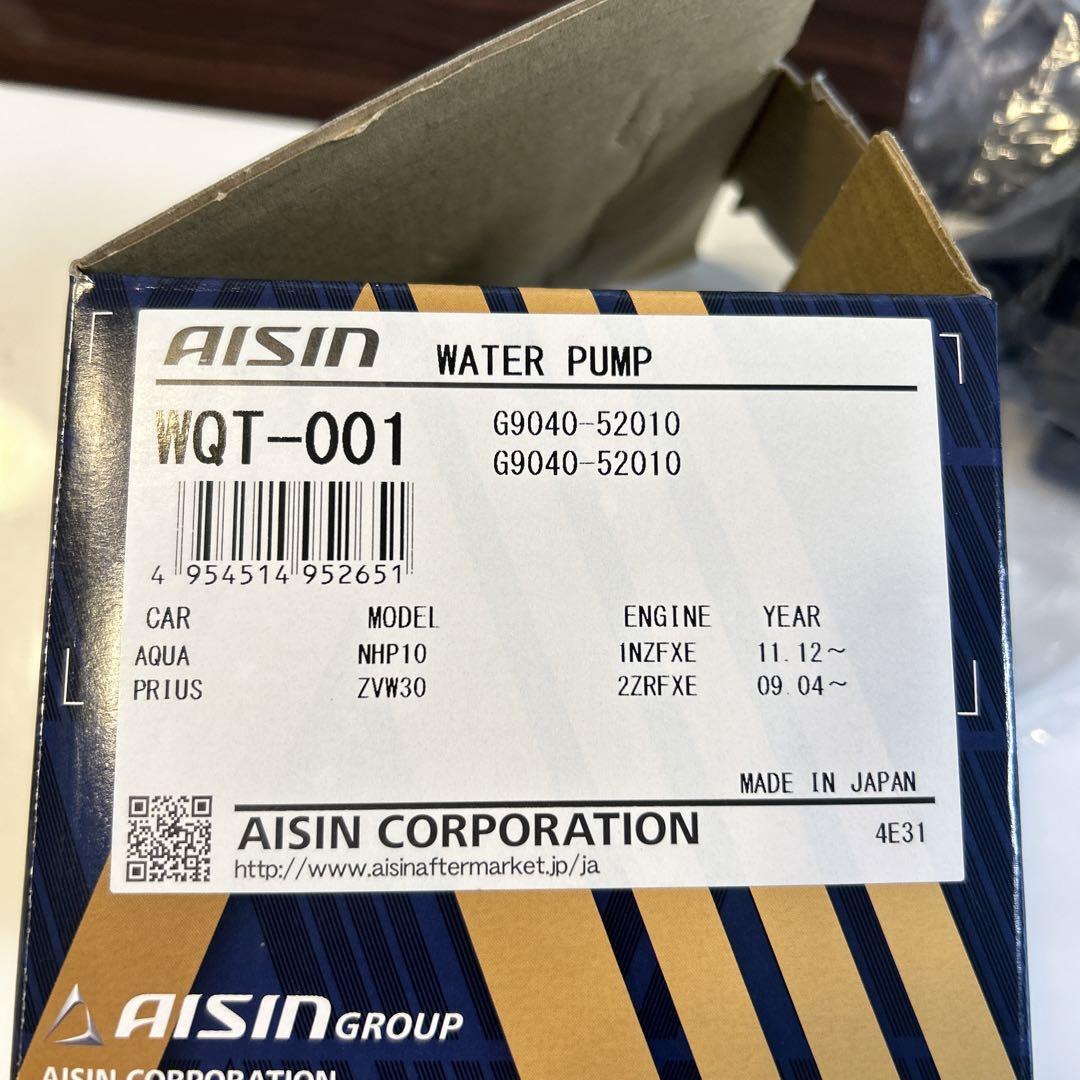 AISIN WATER PUMP
WQT-001 G9040-52010
G9040-52010
4 954514 952651
CAR MODEL ENGINE YEAR
AQUA NHP10 1NZFXE 11.12~
PRIUS ZVW30 2ZRFXE 09.04~
MADE IN JAPAN
AISIN CORPORATION 4E31
http://www.aisinaftermarket.jp/ja
AISIN GROUP
AISIN CORPORATION